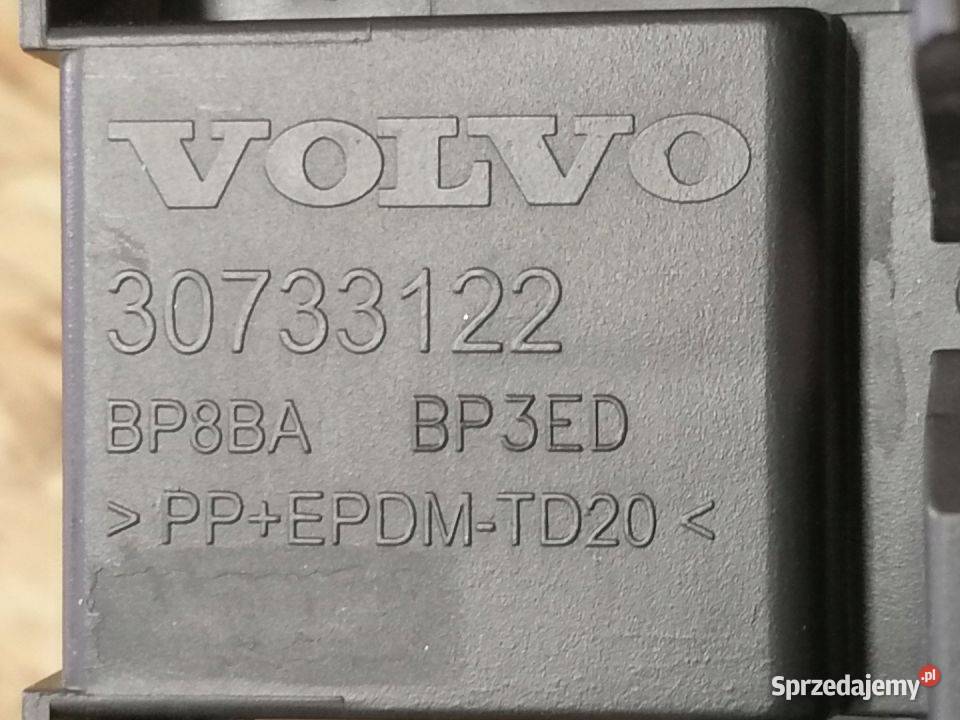 VOLVO
30733122
BP8BA BP3ED
> PP+EPDM-TD20 <
Sprzedajemy.pl